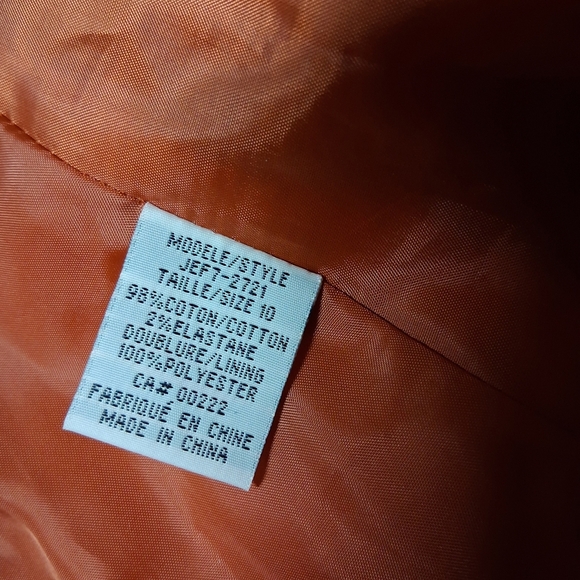 MODELE/STYLE
JEF7-2721
TAILLE/SIZE 10
98%COTON/COTTON
2%ELASTANE
DOUBLURE/LINING
100%POLYESTER
CA# 00222
FABRIQUÉ EN CHINE
MADE IN CHINA